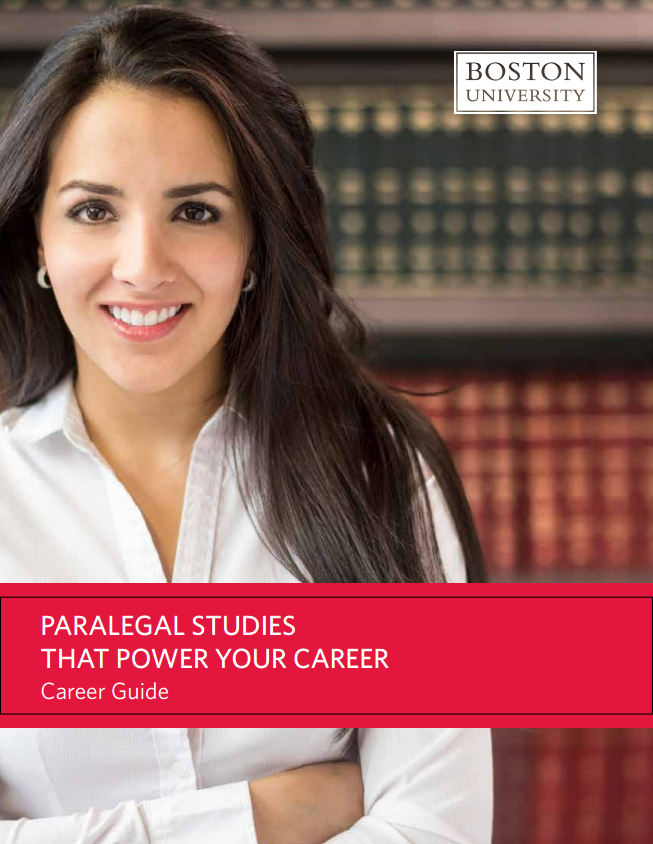 BOSTON
UNIVERSITY
PARALEGAL STUDIES
THAT POWER YOUR CAREER
Career Guide